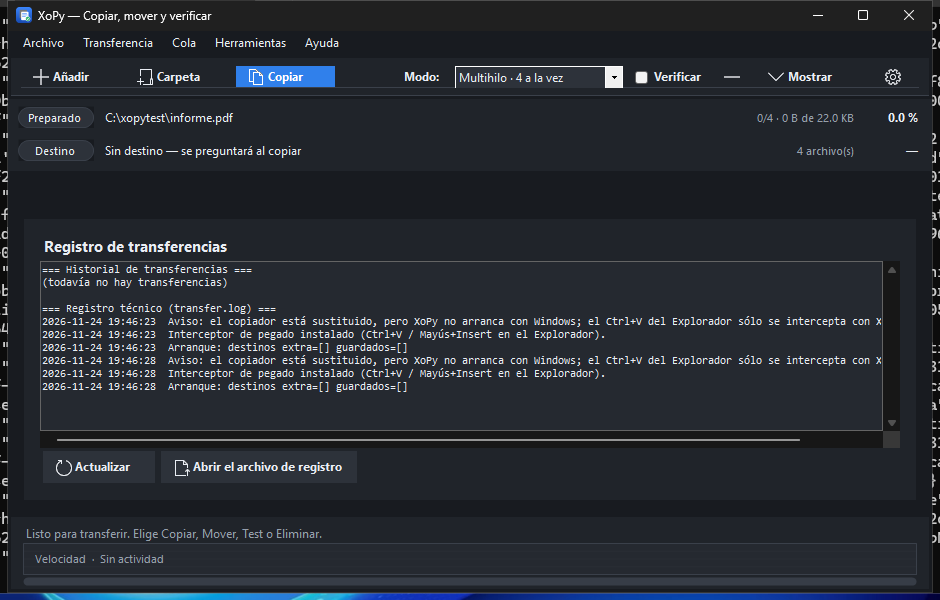 XoPy — Copiar, mover y verificar
Archivo Transferencia Cola Herramientas Ayuda
Añadir Carpeta Copiar Modo: Multihilo · 4 a la vez Verificar Mostrar
Preparado C:\xopytest\informe.pdf 0/4 · 0 B de 22.0 KB 0.0 %
Destino Sin destino — se preguntará al copiar 4 archivo(s) —
Registro de transferencias
=== Historial de transferencias ===
(todavía no hay transferencias)
=== Registro técnico (transfer.log) ===
2026-11-24 19:46:23 Aviso: el copiador está sustituido, pero XoPy no arranca con Windows; el Ctrl+V del Explorador sólo se intercepta con X
2026-11-24 19:46:23 Interceptor de pegado instalado (Ctrl+V / Mayús+Insert en el Explorador).
2026-11-24 19:46:23 Arranque: destinos extra=[] guardados=[]
2026-11-24 19:46:28 Aviso: el copiador está sustituido, pero XoPy no arranca con Windows; el Ctrl+V del Explorador sólo se intercepta con X
2026-11-24 19:46:28 Interceptor de pegado instalado (Ctrl+V / Mayús+Insert en el Explorador).
2026-11-24 19:46:28 Arranque: destinos extra=[] guardados=[]
Actualizar Abrir el archivo de registro
Listo para transferir. Elige Copiar, Mover, Test o Eliminar.
Velocidad · Sin actividad